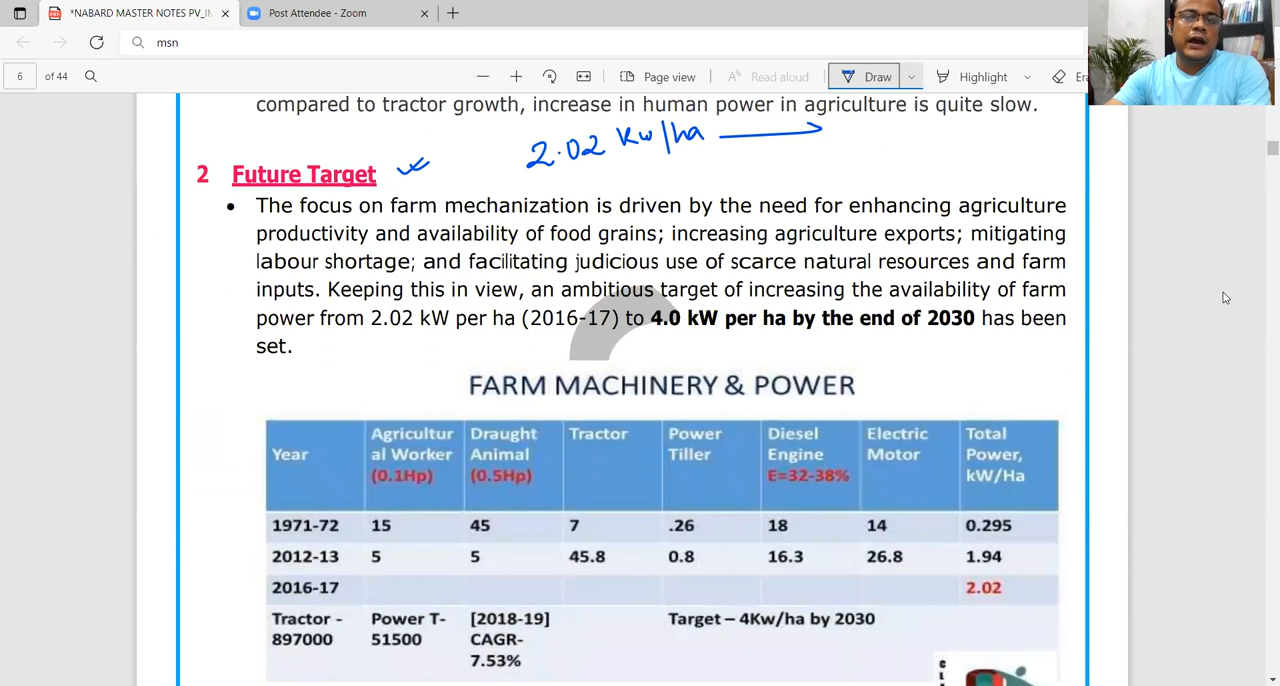 *NABARD MASTER NOTES PV_IN
Post Attendee - Zoom
msn
6 of 44
Page view
Read aloud
Draw
Highlight
Era
compared to tractor growth, increase in human power in agriculture is quite slow.
2.02 Kw/ha
2 Future Target
• The focus on farm mechanization is driven by the need for enhancing agriculture
productivity and availability of food grains; increasing agriculture exports; mitigating
labour shortage; and facilitating judicious use of scarce natural resources and farm
inputs. Keeping this in view, an ambitious target of increasing the availability of farm
power from 2.02 kW per ha (2016-17) to 4.0 kW per ha by the end of 2030 has been
set.
FARM MACHINERY & POWER
Year
Agricultur
al Worker
(0.1Hp)
Draught
Animal
(0.5Hp)
Tractor
Power
Tiller
Diesel
Engine
E=32-38%
Electric
Motor
Total
Power,
kW/Ha
1971-72 15 45 7 .26 18 14 0.295
2012-13 5 5 45.8 0.8 16.3 26.8 1.94
2016-17 2.02
Tractor -
897000
Power T-
51500
[2018-19]
CAGR-
7.53%
Target – 4Kw/ha by 2030